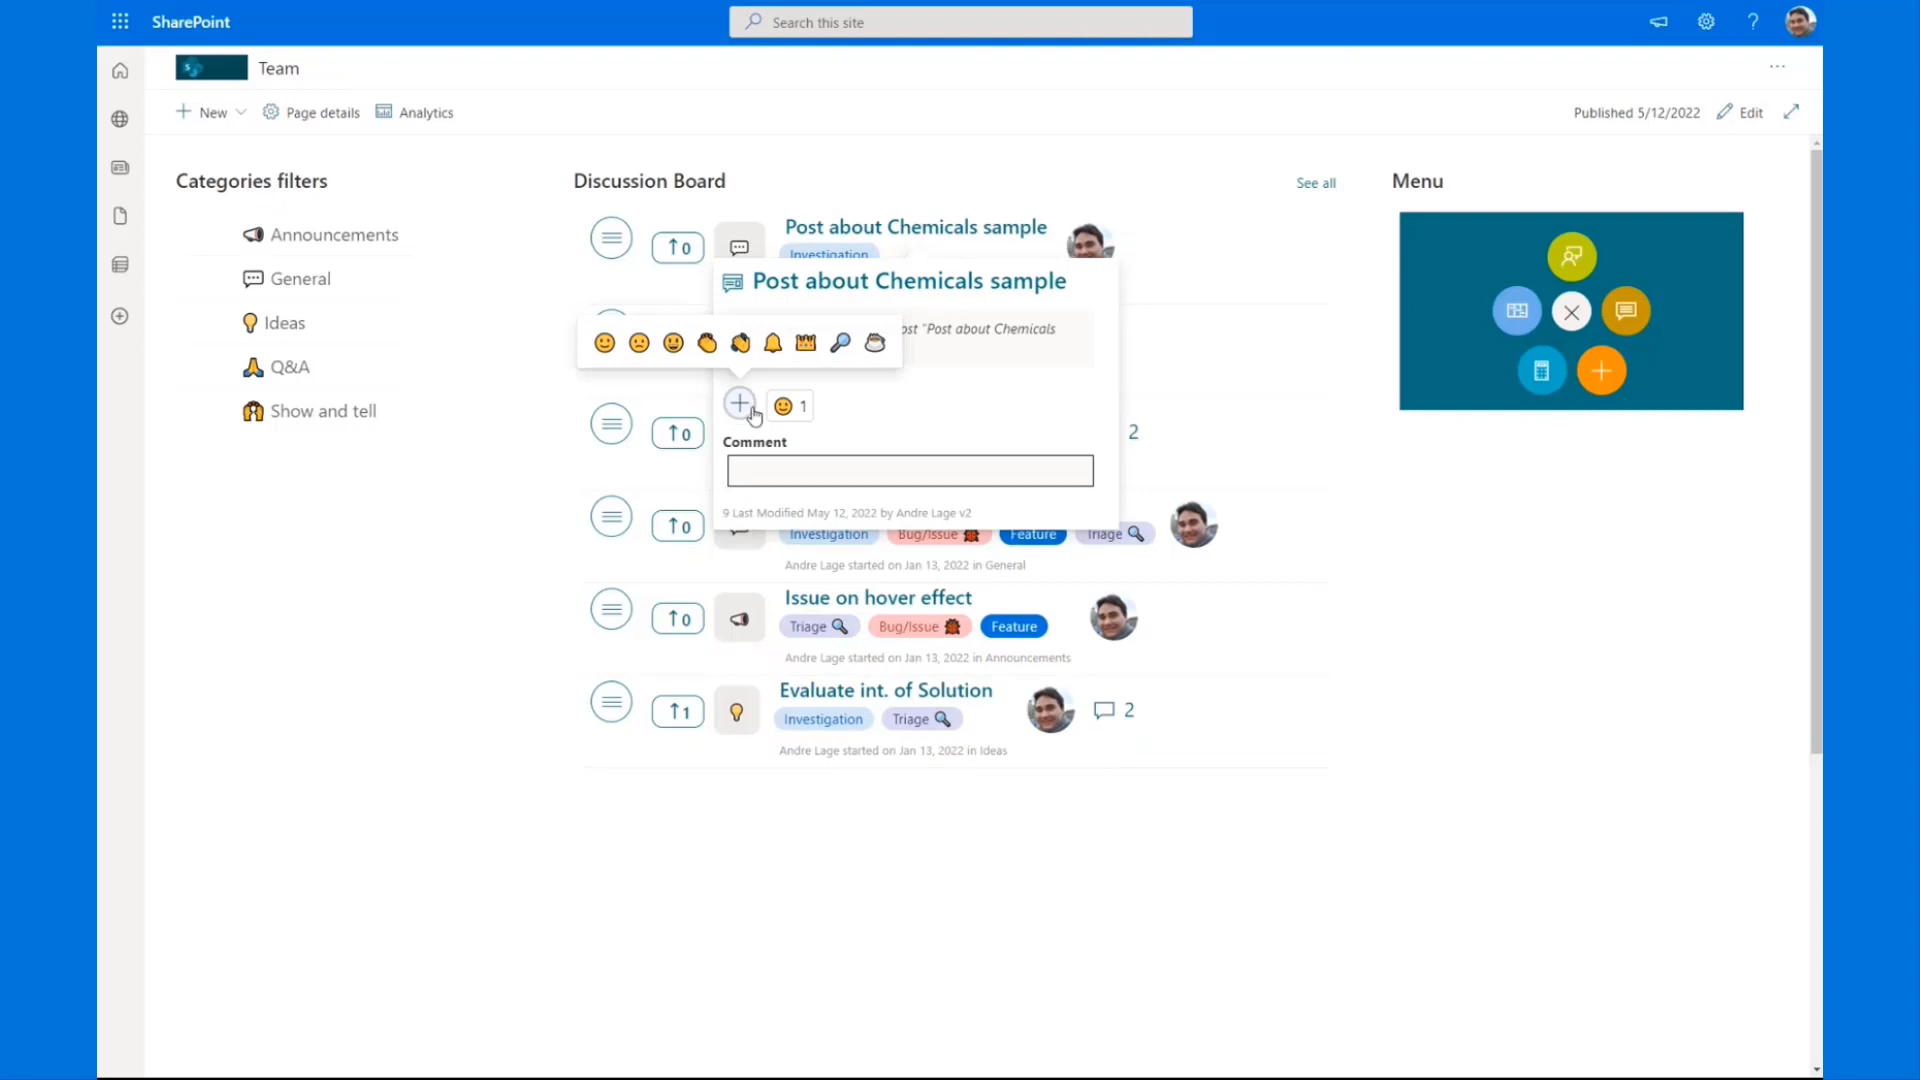 SharePoint
Search this site
?
S
Team
New
Page details
Analytics
Published 5/12/2022
Edit
Categories filters
Announcements
General
Ideas
Q&A
Show and tell
Discussion Board
See all
↑0
Post about Chemicals sample
Investigation
Post about Chemicals sample
ost "Post about Chemicals
1
Comment
9 Last Modified May 12, 2022 by Andre Lage v2
↑0
2
↑0
Investigation
Bug/Issue
Feature
Triage
Andre Lage started on Jan 13, 2022 in General
↑0
Issue on hover effect
Triage
Bug/Issue
Feature
Andre Lage started on Jan 13, 2022 in Announcements
↑1
Evaluate int. of Solution
Investigation
Triage
2
Andre Lage started on Jan 13, 2022 in Ideas
Menu